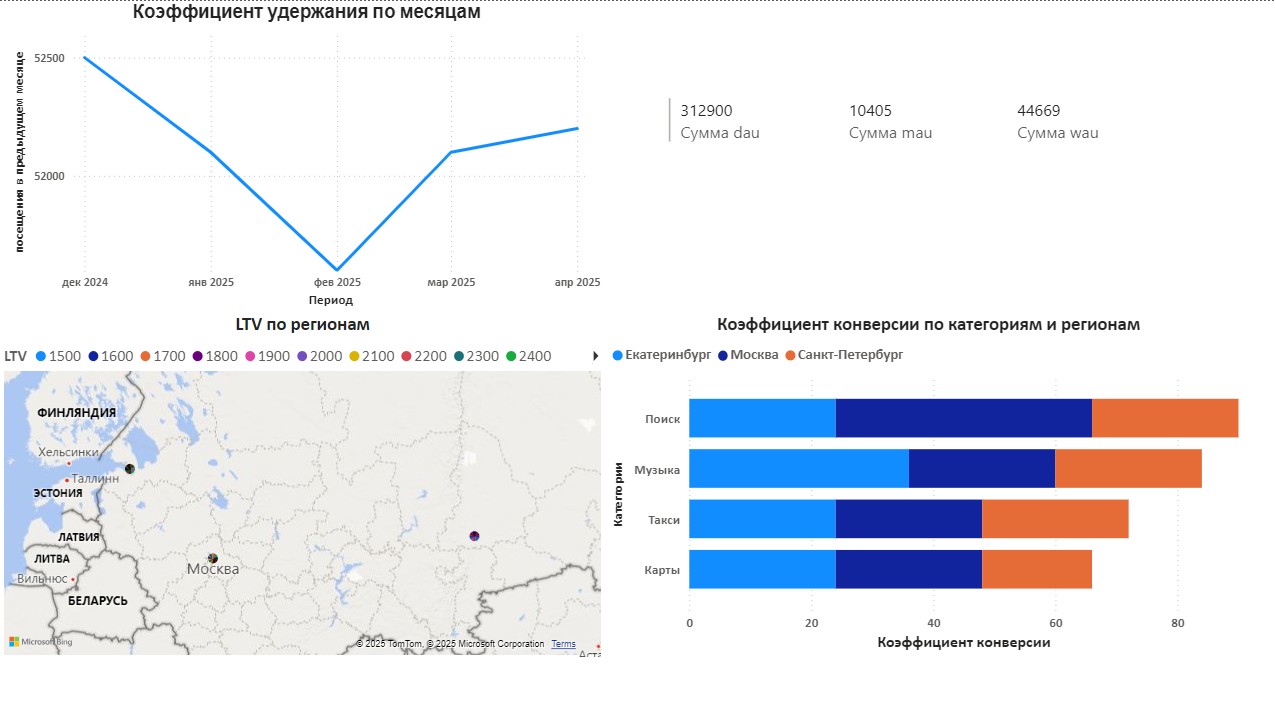 Коэффициент удержания по месяцам
посещения в предыдущем месяце
52500
52000
дек 2024 янв 2025 фев 2025 мар 2025 апр 2025
Период
312900 10405 44669
Сумма dau Сумма mau Сумма wau
LTV по регионам
LTV 1500 1600 1700 1800 1900 2000 2100 2200 2300 2400
ФИНЛЯНДИЯ
Хельсинки
Таллинн
ЭСТОНИЯ
ЛАТВИЯ
ЛИТВА
Москва
Вильнюс
БЕЛАРУСЬ
Microsoft Bing
© 2025 TomTom, © 2025 Microsoft Corporation Terms
Аста
Коэффициент конверсии по категориям и регионам
Екатеринбург Москва Санкт-Петербург
Категории
Поиск
Музыка
Такси
Карты
0 20 40 60 80
Коэффициент конверсии